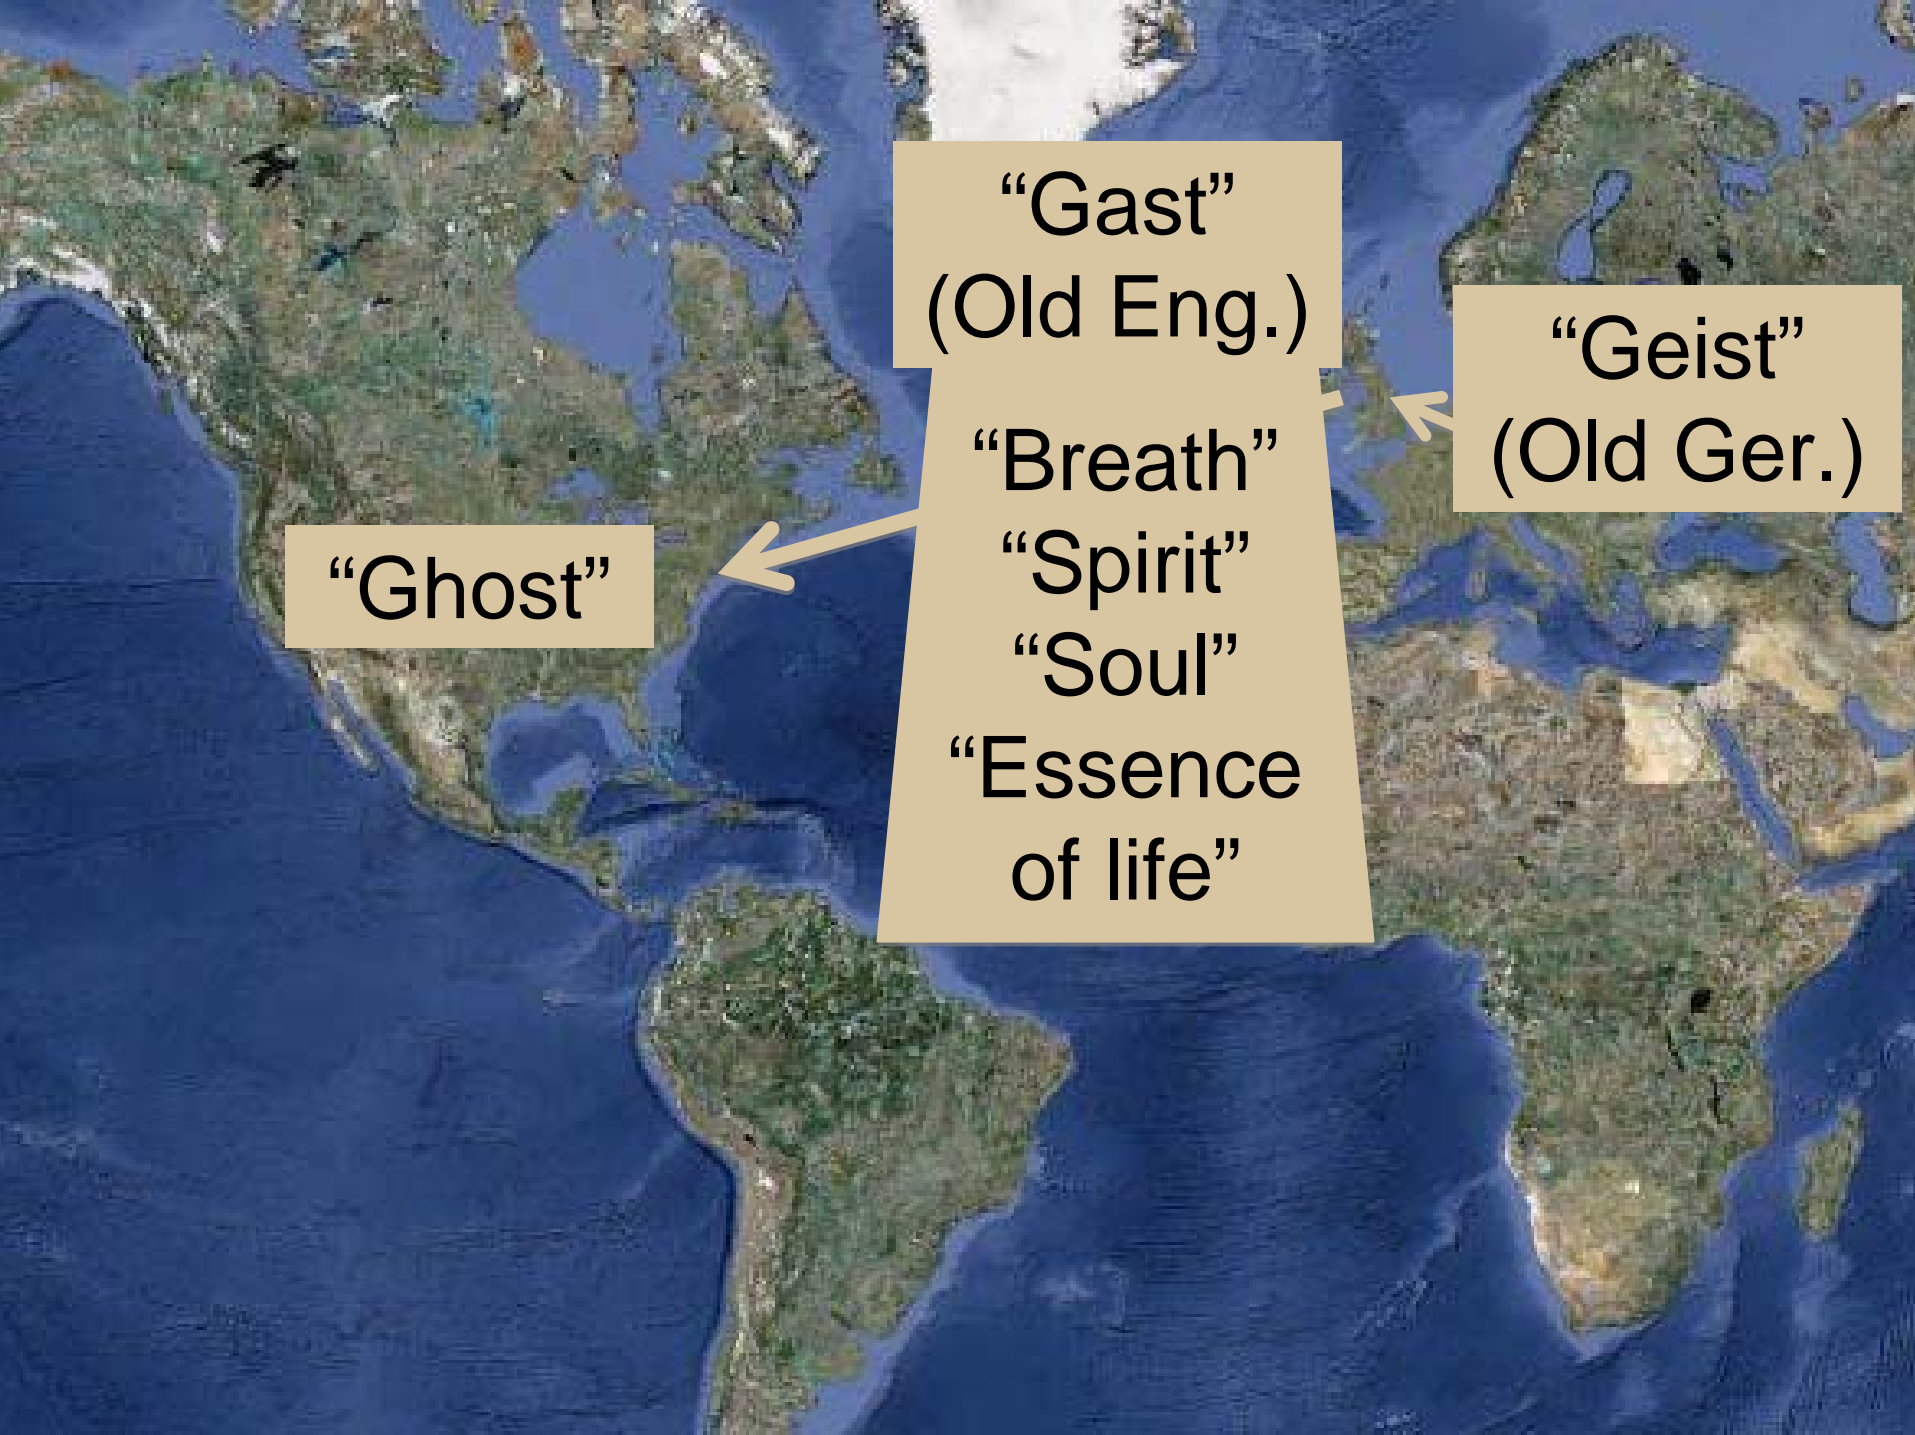 “Gast”
(Old Eng.)
“Geist”
(Old Ger.)
“Breath”
“Spirit”
“Soul”
“Essence
of life”
“Ghost”